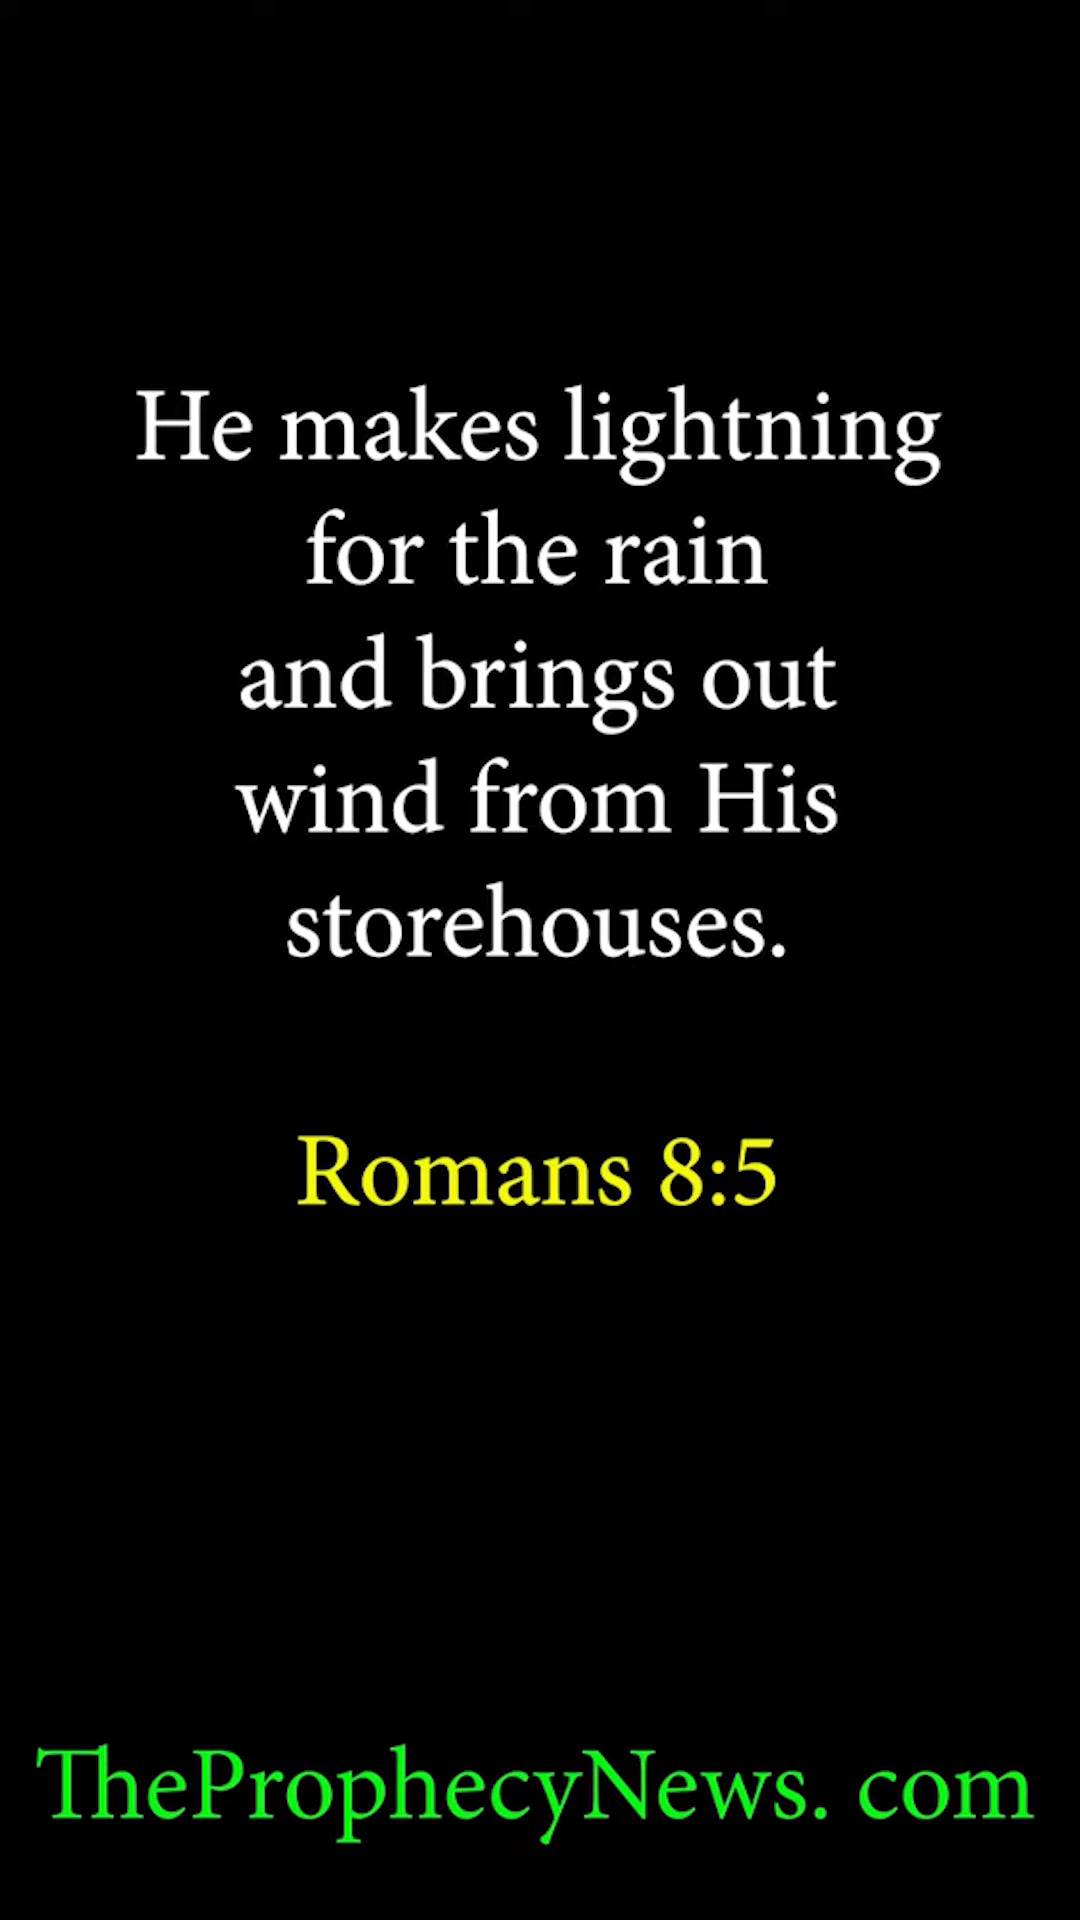 He makes lightning
for the rain
and brings out
wind from His
storehouses.
Romans 8:5
TheProphecyNews. com